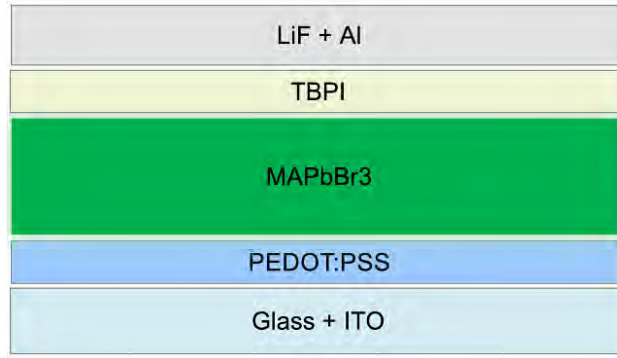 LiF + Al
TBPI
MAPbBr3
PEDOT:PSS
Glass + ITO